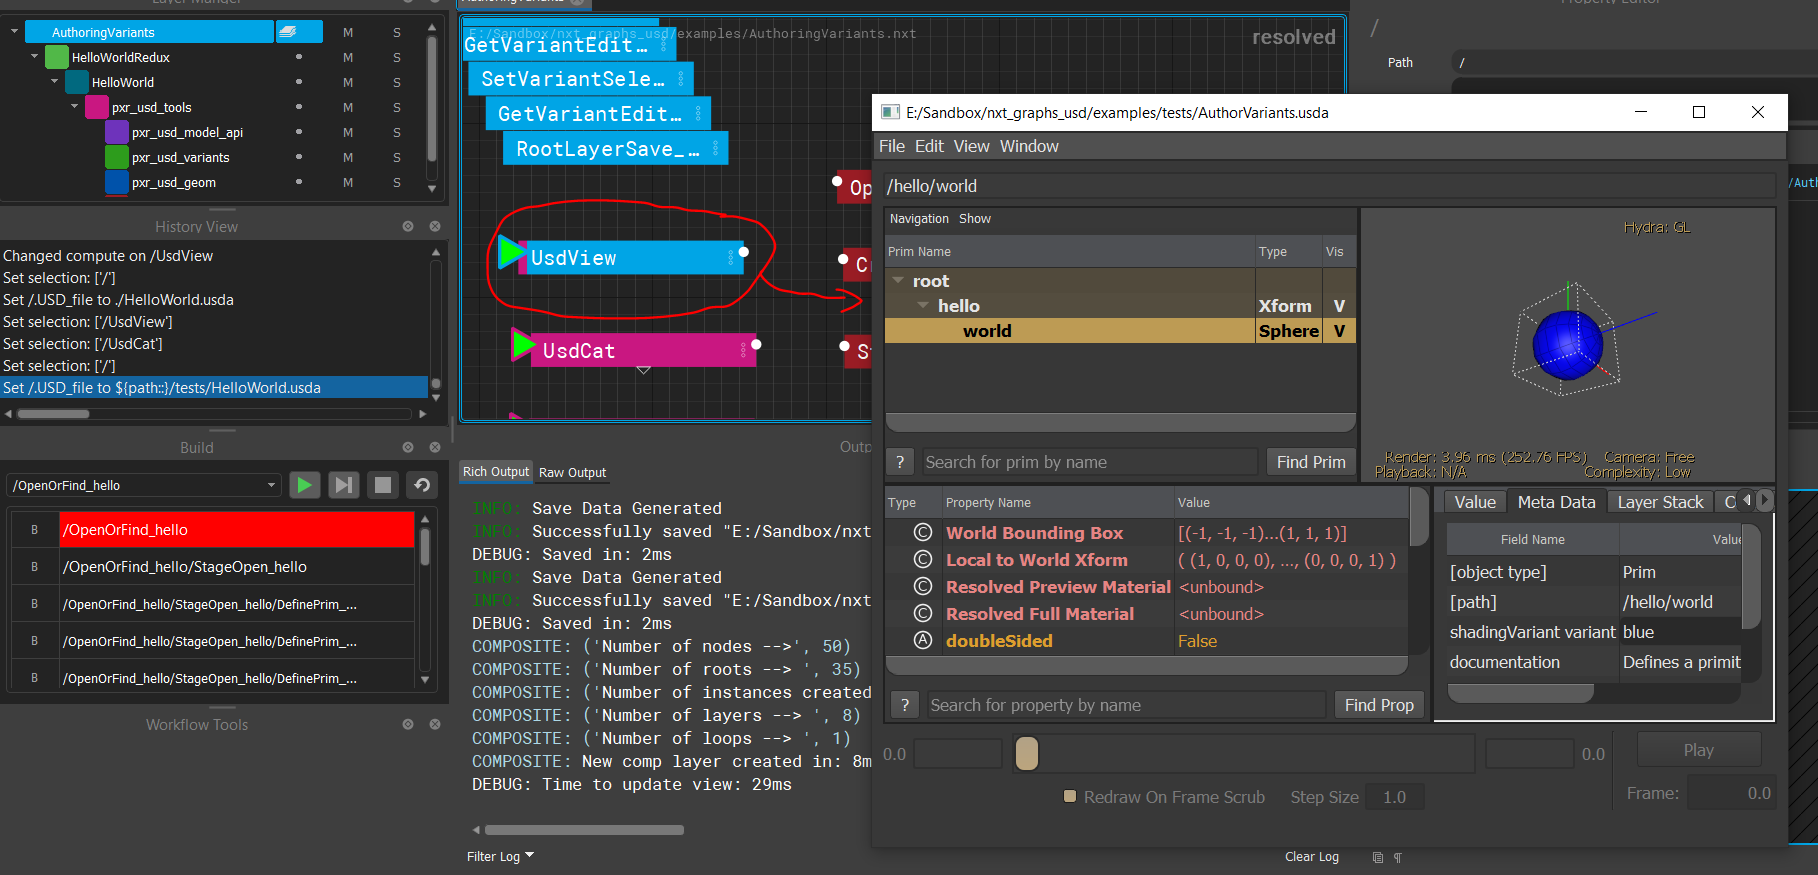 Layer Manger
AuthoringVariants
M S
HelloWorldRedux
M S
HelloWorld
M S
pxr_usd_tools
M S
pxr_usd_model_api
M S
pxr_usd_variants
M S
pxr_usd_geom
M S
History View
Changed compute on /UsdView
Set selection: ['/']
Set /.USD_file to ./HelloWorld.usda
Set selection: ['/UsdView']
Set selection: ['/UsdCat']
Set selection: ['/']
Set /.USD_file to ${path::}/tests/HelloWorld.usda
Build
/OpenOrFind_hello
B /OpenOrFind_hello
B /OpenOrFind_hello/StageOpen_hello
B /OpenOrFind_hello/StageOpen_hello/DefinePrim_...
B /OpenOrFind_hello/StageOpen_hello/DefinePrim_...
B /OpenOrFind_hello/StageOpen_hello/DefinePrim_...
Workflow Tools
AuthoringVariants
E:/Sandbox/nxt_graphs_usd/examples/AuthoringVariants.nxt
resolved
GetVariantEdit...
SetVariantSele...
GetVariantEdit...
RootLayerSave_...
UsdView
UsdCat
Op
Outp
Rich Output Raw Output
INFO: Save Data Generated
INFO: Successfully saved "E:/Sandbox/nxt
DEBUG: Saved in: 2ms
INFO: Save Data Generated
INFO: Successfully saved "E:/Sandbox/nxt
DEBUG: Saved in: 2ms
COMPOSITE: ('Number of nodes -->', 50)
COMPOSITE: ('Number of roots --> ', 35)
COMPOSITE: ('Number of instances created
COMPOSITE: ('Number of layers --> ', 8)
COMPOSITE: ('Number of loops --> ', 1)
COMPOSITE: New comp layer created in: 8m
DEBUG: Time to update view: 29ms
Filter Log
Clear Log
Property Editor
/
Path /
E:/Sandbox/nxt_graphs_usd/examples/tests/AuthorVariants.usda
File Edit View Window
/hello/world
Navigation Show
Prim Name Type Vis
root
hello Xform V
world Sphere V
? Search for prim by name Find Prim
Hydra: GL
Render: 3.96 ms (252.76 FPS) Camera: Free
Playback: N/A Complexity: Low
Type Property Name Value
C World Bounding Box [(-1, -1, -1)...(1, 1, 1)]
C Local to World Xform ( (1, 0, 0, 0), ..., (0, 0, 0, 1) )
C Resolved Preview Material <unbound>
C Resolved Full Material <unbound>
A doubleSided False
? Search for property by name Find Prop
Value Meta Data Layer Stack
Field Name Value
[object type] Prim
[path] /hello/world
shadingVariant variant blue
documentation Defines a primit
0.0 0.0 Play
Redraw On Frame Scrub Step Size 1.0 Frame: 0.0